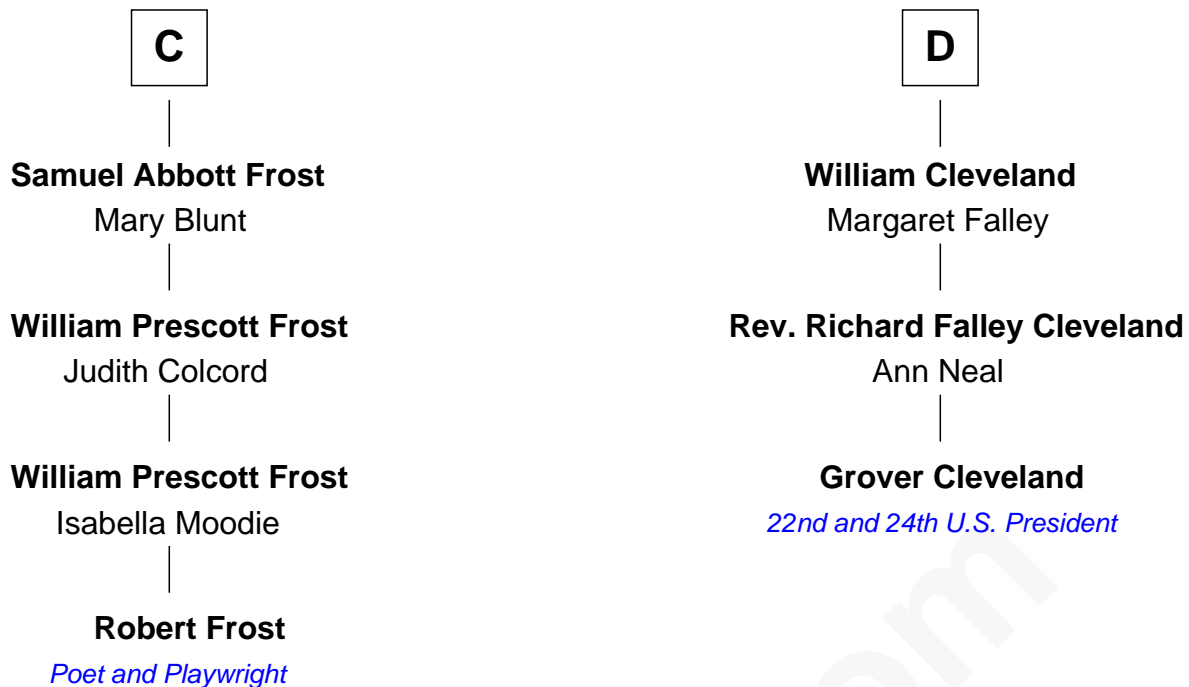 C
Samuel Abbott Frost
Mary Blunt
William Prescott Frost
Judith Colcord
William Prescott Frost
Isabella Moodie
Robert Frost
Poet and Playwright
D
William Cleveland
Margaret Falley
Rev. Richard Falley Cleveland
Ann Neal
Grover Cleveland
22nd and 24th U.S. President
om